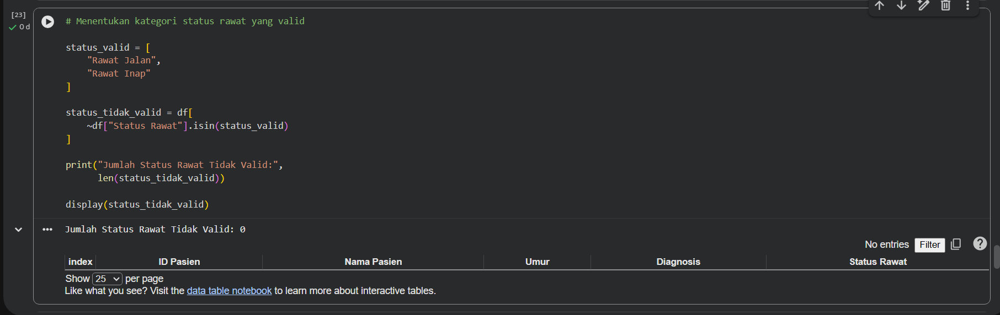 [23]
0 d
# Menentukan kategori status rawat yang valid
status_valid = [
    "Rawat Jalan",
    "Rawat Inap"
]
status_tidak_valid = df[
    ~df["Status Rawat"].isin(status_valid)
]
print("Jumlah Status Rawat Tidak Valid:",
      len(status_tidak_valid))
display(status_tidak_valid)
Jumlah Status Rawat Tidak Valid: 0
No entries Filter
index ID Pasien Nama Pasien Umur Diagnosis Status Rawat
Show 25 per page
Like what you see? Visit the data table notebook to learn more about interactive tables.